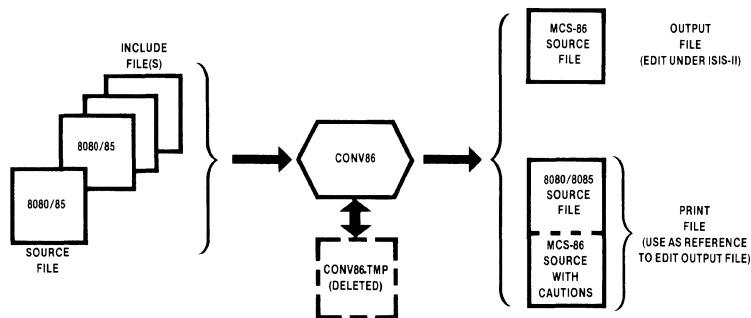 INCLUDE
FILE(S)
8080/85
8080/85
SOURCE
FILE
CONV86
CONV86.TMP
(DELETED)
MCS-86
SOURCE
FILE
OUTPUT
FILE
(EDIT UNDER ISIS-II)
8080/8085
SOURCE
FILE
MCS-86
SOURCE
WITH
CAUTIONS
PRINT
FILE
(USE AS REFERENCE
TO EDIT OUTPUT FILE)